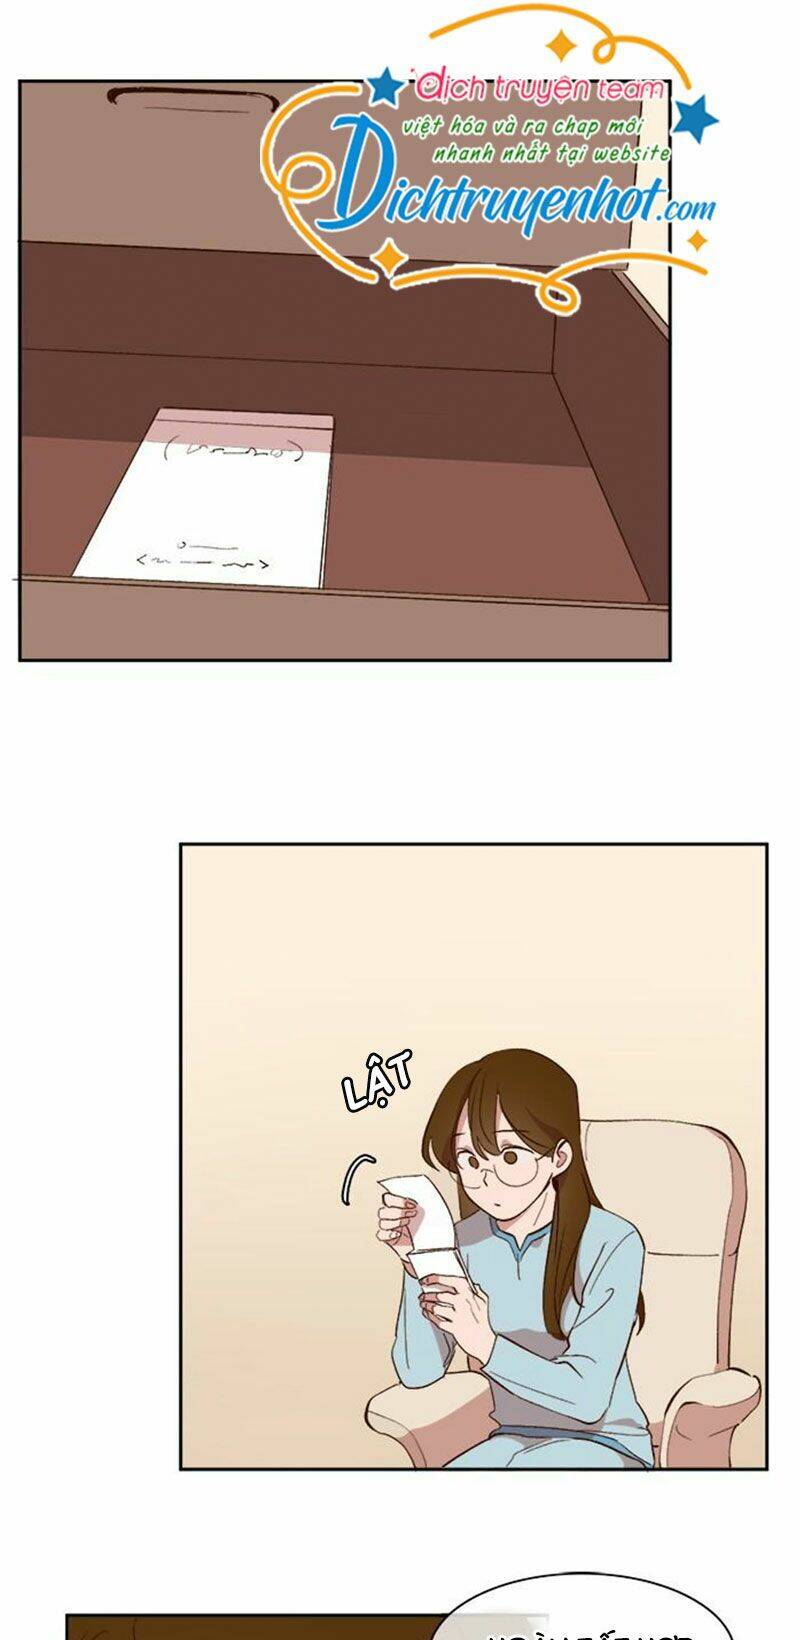 dịch truyện team
việt hóa và ra chap mới
nhanh nhất tại website
Dichtruyenhot.com
LẬT